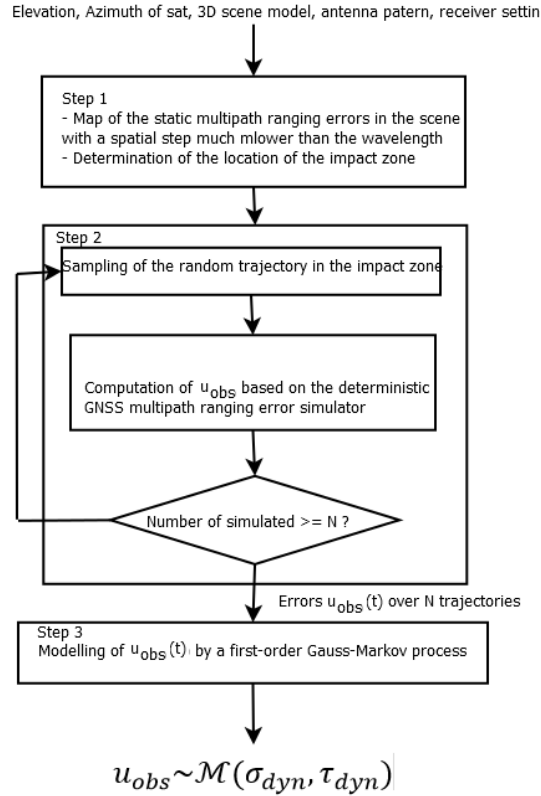 Elevation, Azimuth of sat, 3D scene model, antenna patern, receiver settin
Step 1
- Map of the static multipath ranging errors in the scene
with a spatial step much mlower than the wavelength
- Determination of the location of the impact zone
Step 2
Sampling of the random trajectory in the impact zone
Computation of u_obs based on the deterministic
GNSS multipath ranging error simulator
Number of simulated >= N ?
Errors u_obs(t) over N trajectories
Step 3
Modelling of u_obs(t) by a first-order Gauss-Markov process
u_obs~ℳ(σ_dyn, τ_dyn)